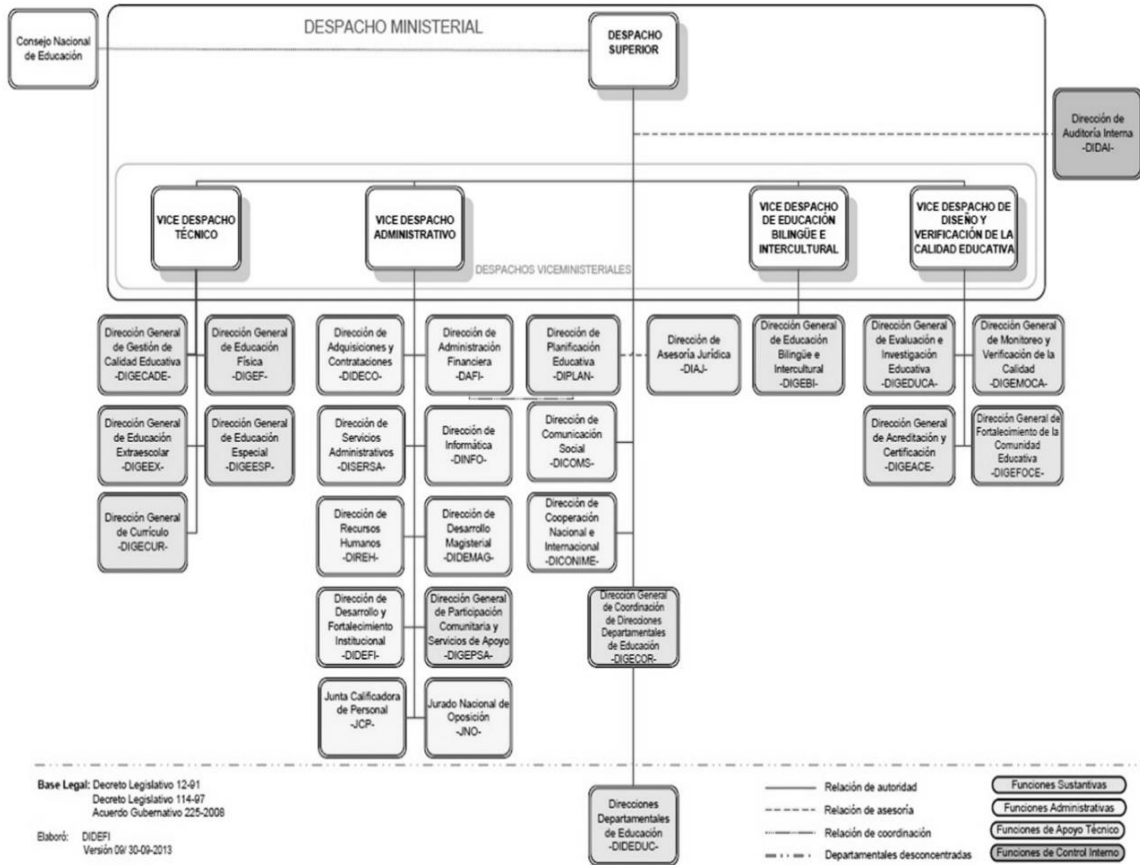 DESPACHO MINISTERIAL
Consejo Nacional
de Educación
DESPACHO
SUPERIOR
Dirección de
Auditoría Interna
-DIDAI-
VICE DESPACHO
TÉCNICO
VICE DESPACHO
ADMINISTRATIVO
VICE DESPACHO
DE EDUCACIÓN
BILINGÜE E
INTERCULTURAL
VICE DESPACHO DE
DISEÑO Y
VERIFICACIÓN DE LA
CALIDAD EDUCATIVA
DESPACHOS VICEMINISTERIALES
Dirección General
de Gestión de
Calidad Educativa
-DIGECADE-
Dirección General
de Educación
Física
-DIGEF-
Dirección de
Adquisiciones y
Contrataciones
-DIDECO-
Dirección de
Administración
Financiera
-DAFI-
Dirección de
Planificación
Educativa
-DIPLAN-
Dirección de
Asesoría Jurídica
-DIAJ-
Dirección General
de Educación
Bilingüe e
Intercultural
-DIGEBI-
Dirección General
de Evaluación e
Investigación
Educativa
-DIGEDUCA-
Dirección General
de Monitoreo y
Verificación de la
Calidad
-DIGEMOCA-
Dirección General
de Educación
Extraescolar
-DIGEEX-
Dirección General
de Educación
Especial
-DIGEESP-
Dirección de
Servicios
Administrativos
-DISERSA-
Dirección de
Informática
-DINFO-
Dirección de
Comunicación
Social
-DICOMS-
Dirección General
de Acreditación y
Certificación
-DIGEACE-
Dirección General de
Fortalecimiento de la
Comunidad
Educativa
-DIGEFOCE-
Dirección General
de Currículo
-DIGECUR-
Dirección de
Recursos
Humanos
-DIREH-
Dirección de
Desarrollo
Magisterial
-DIDEMAG-
Dirección de
Cooperación
Nacional e
Internacional
-DICONIME-
Dirección de
Desarrollo y
Fortalecimiento
Institucional
-DIDEFI-
Dirección General
de Participación
Comunitaria y
Servicios de Apoyo
-DIGEPSA-
Dirección General
de Coordinación
de Direcciones
Departamentales
de Educación
-DIGECOR-
Junta Calificadora
de Personal
-JCP-
Jurado Nacional de
Oposición
-JNO-
Direcciones
Departamentales
de Educación
-DIDEDUC-
Base Legal: Decreto Legislativo 12-91
Decreto Legislativo 114-97
Acuerdo Gubernativo 225-2008
Elaboró: DIDEFI
Versión 09/ 30-09-2013
Relación de autoridad
Relación de asesoría
Relación de coordinación
Departamentales desconcentradas
Funciones Sustantivas
Funciones Administrativas
Funciones de Apoyo Técnico
Funciones de Control Interno